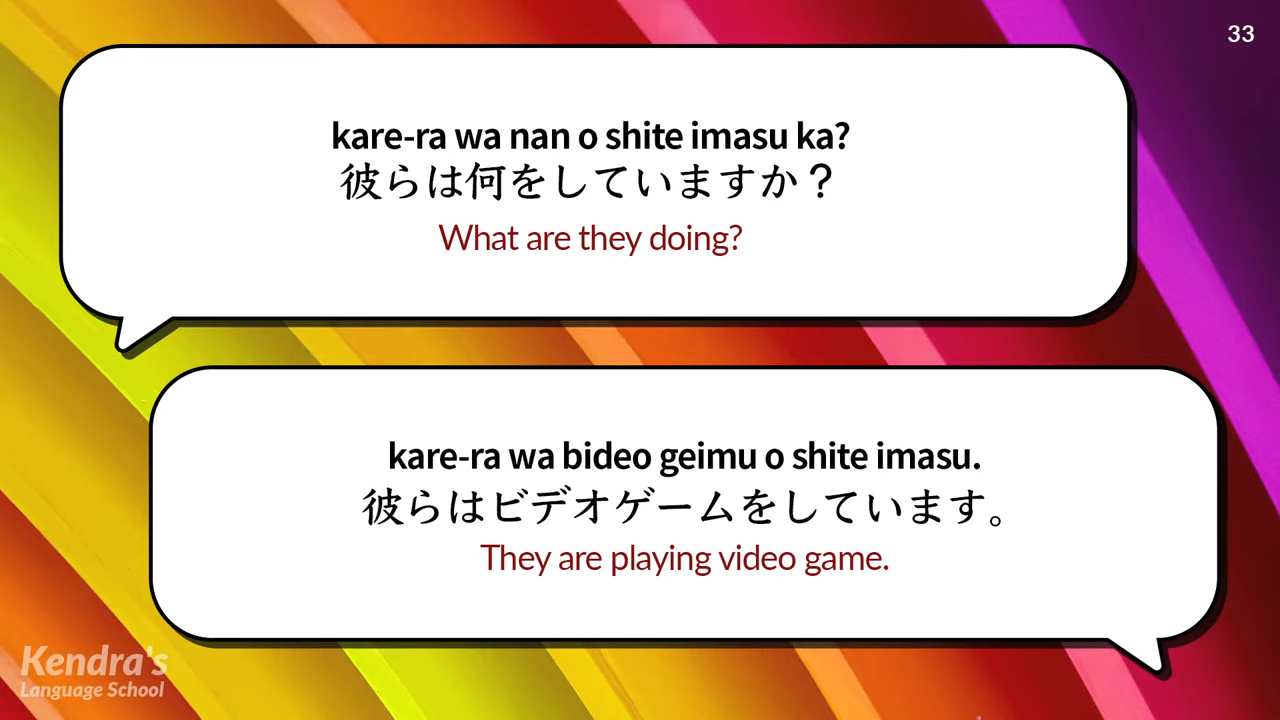 33
kare-ra wa nan o shite imasu ka?
彼らは何をしていますか？
What are they doing?
kare-ra wa bideo geimu o shite imasu.
彼らはビデオゲームをしています。
They are playing video game.
Kendra's
Language School